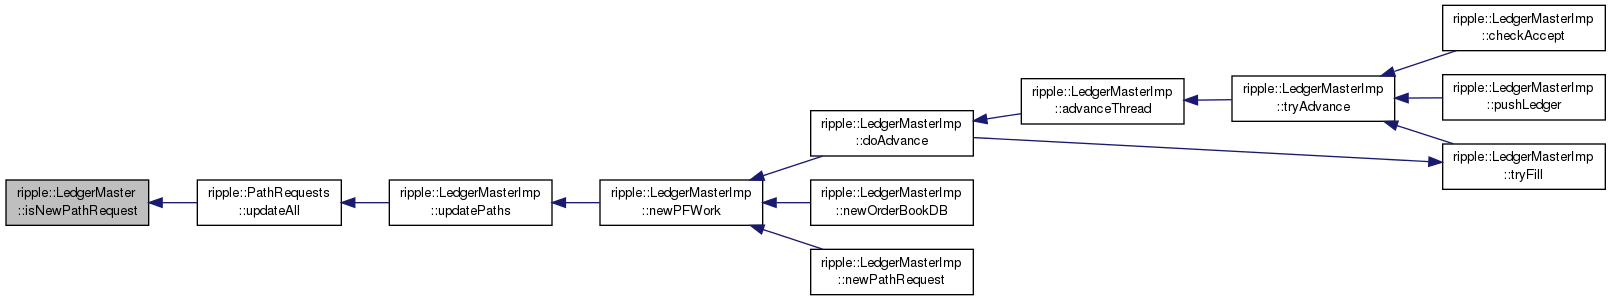 ripple::LedgerMaster
::isNewPathRequest
ripple::PathRequests
::updateAll
ripple::LedgerMasterImp
::updatePaths
ripple::LedgerMasterImp
::newPFWork
ripple::LedgerMasterImp
::doAdvance
ripple::LedgerMasterImp
::newOrderBookDB
ripple::LedgerMasterImp
::newPathRequest
ripple::LedgerMasterImp
::advanceThread
ripple::LedgerMasterImp
::tryAdvance
ripple::LedgerMasterImp
::checkAccept
ripple::LedgerMasterImp
::pushLedger
ripple::LedgerMasterImp
::tryFill